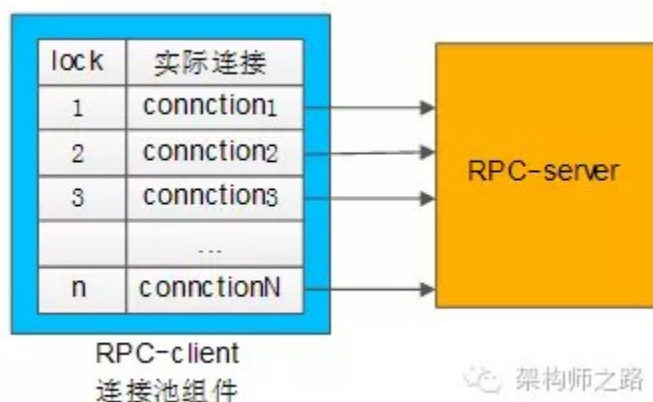 lock 实际连接
1 connction1
2 connction2
3 connction3
...
n connctionN
RPC-server
RPC-client
连接池组件
架构师之路